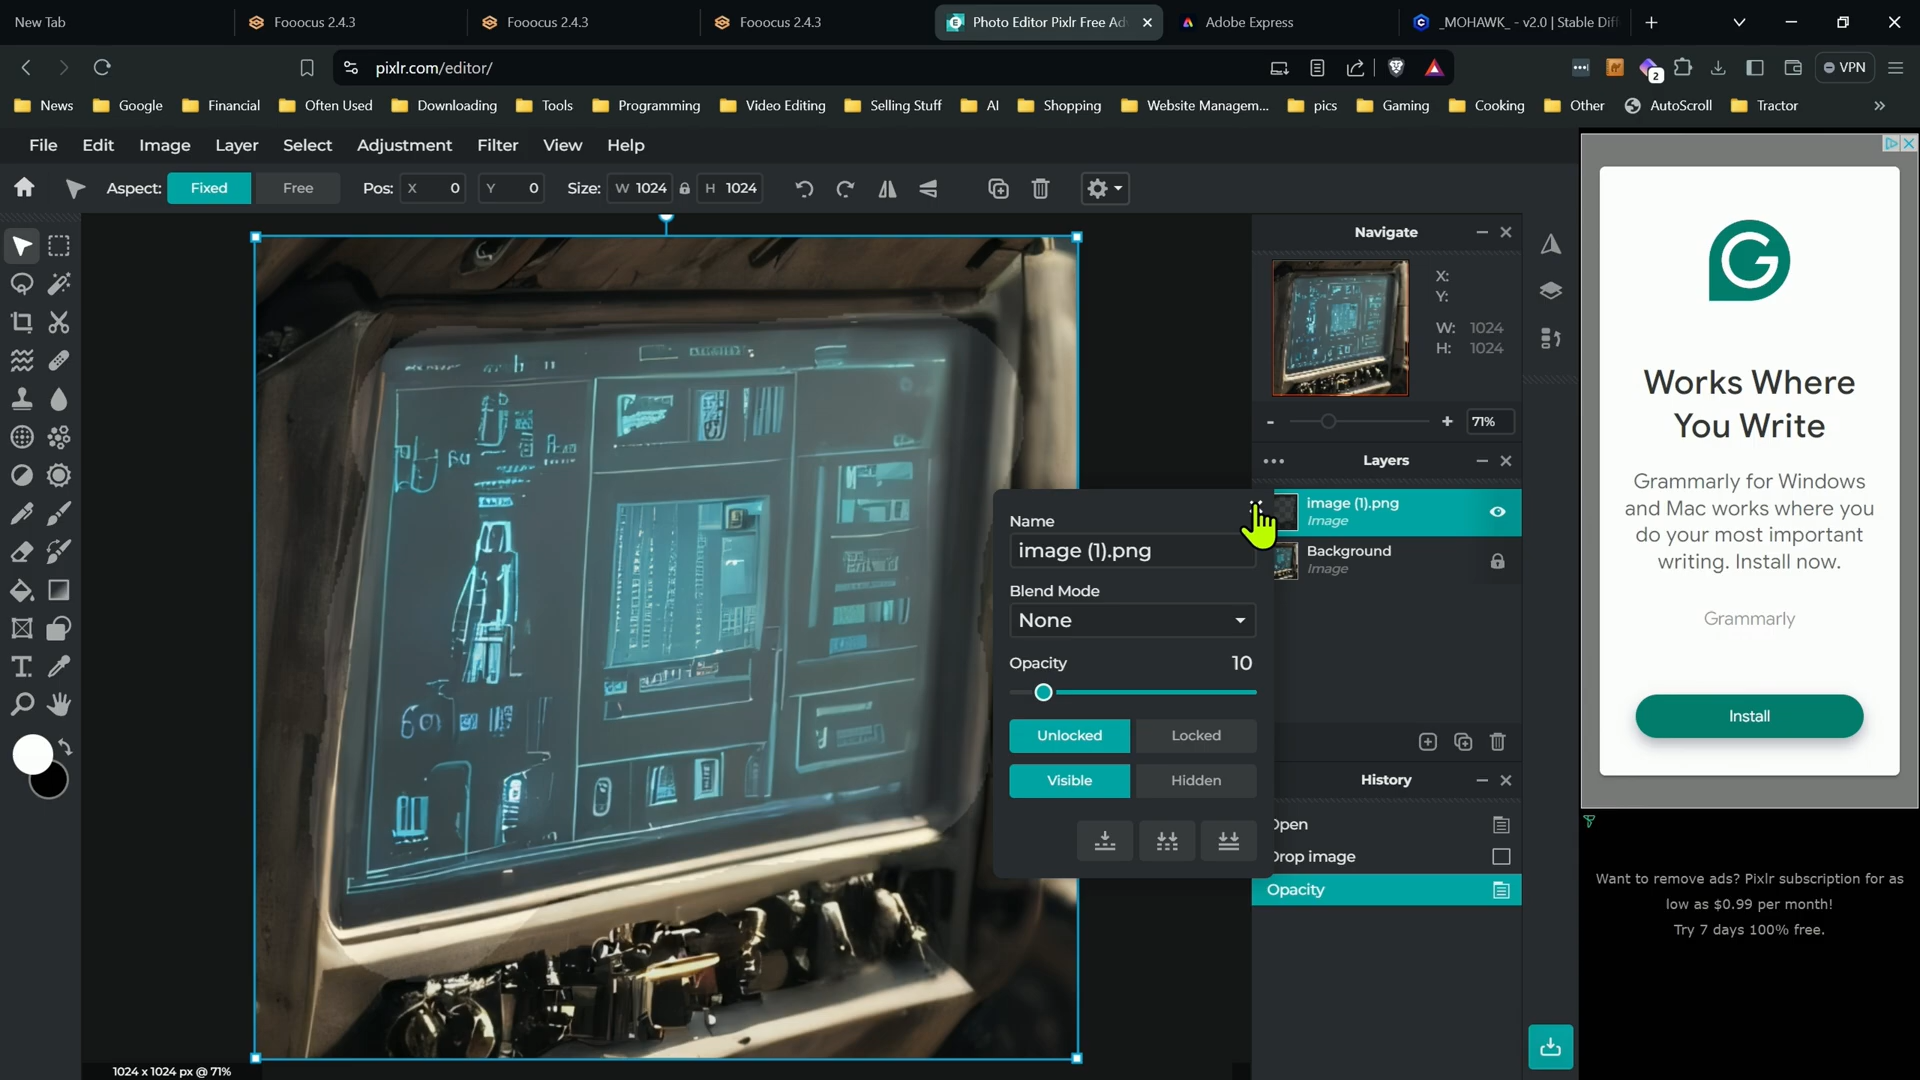 New Tab
Fooocus 2.4.3
Fooocus 2.4.3
Fooocus 2.4.3
Photo Editor Pixlr Free Adv
Adobe Express
_MOHAWK_ - v2.0 | Stable Diff
pixlr.com/editor/
2
VPN
News
Google
Financial
Often Used
Downloading
Tools
Programming
Video Editing
Selling Stuff
AI
Shopping
Website Managem...
pics
Gaming
Cooking
Other
AutoScroll
Tractor
File Edit Image Layer Select Adjustment Filter View Help
Aspect: Fixed Free Pos: X 0 Y 0 Size: W 1024 H 1024
Navigate
X:
Y:
W: 1024
H: 1024
71%
Layers
image (1).png
Image
Background
Image
Name
image (1).png
Blend Mode
None
Opacity 10
Unlocked Locked
Visible Hidden
History
Open
Drop image
Opacity
1024 x 1024 px @ 71%
Works Where
You Write
Grammarly for Windows
and Mac works where you
do your most important
writing. Install now.
Grammarly
Install
Want to remove ads? Pixlr subscription for as
low as $0.99 per month!
Try 7 days 100% free.